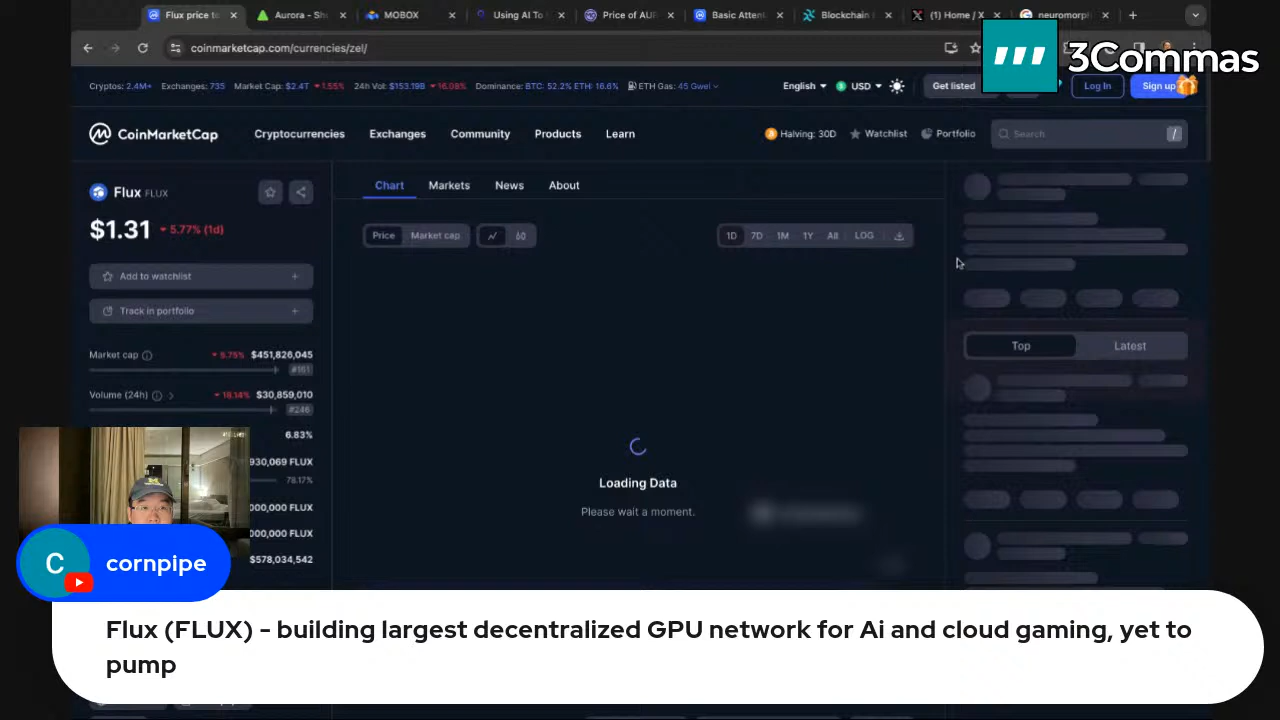 Flux price to
Aurora - Sh
MOBOX
Using AI To
Price of AUR
Basic Attent
Blockchain
(1) Home / X
neuromorph
coinmarketcap.com/currencies/zel/
3Commas
Cryptos: 2.4M+ Exchanges: 735 Market Cap: $2.4T 1.55% 24h Vol: $153.19B 16.08% Dominance: BTC: 52.2% ETH: 16.6% ETH Gas: 45 Gwei
English USD Get listed Log In Sign up
CoinMarketCap Cryptocurrencies Exchanges Community Products Learn Halving: 30D Watchlist Portfolio Search /
Flux FLUX
$1.31 5.77% (1d)
Add to watchlist +
Track in portfolio +
Market cap 5.75% $451,826,045
#161
Volume (24h) 18.14% $30,859,010
#246
6.83%
930,069 FLUX
78.17%
000,000 FLUX
000,000 FLUX
$578,034,542
Chart Markets News About
Price Market cap 1D 7D 1M 1Y All LOG
Loading Data
Please wait a moment.
Top Latest
C cornpipe
Flux (FLUX) - building largest decentralized GPU network for Ai and cloud gaming, yet to
pump